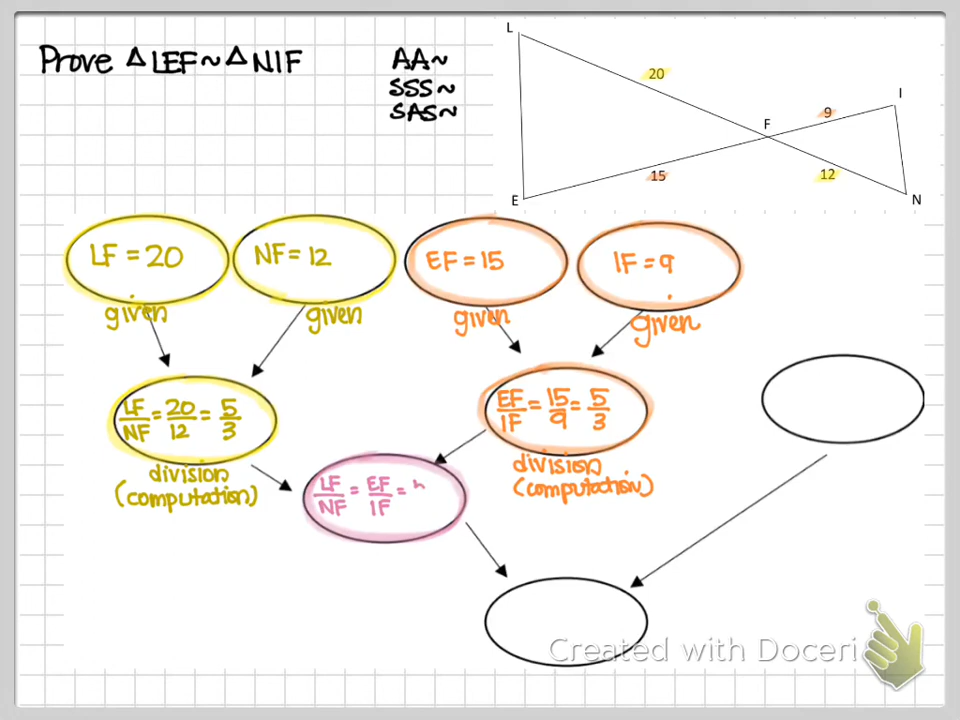 Prove △LEF~△NIF
AA~
SSS~
SAS~
L
20
I
9
F
15
12
E
N
LF = 20
NF = 12
EF = 15
IF = 9
given
given
given
given
LF/NF = 20/12 = 5/3
EF/IF = 15/9 = 5/3
division
(computation)
division
(computation)
LF/NF = EF/IF =
Created with Doceri